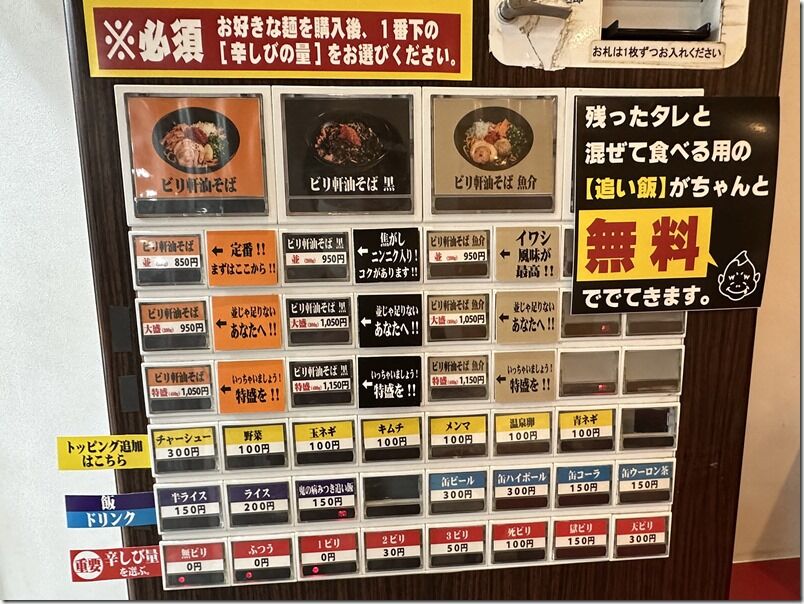 ※必須
お好きな麺を購入後、1番下の
[辛しびの量]をお選びください。
お札は1枚ずつお入れください
残ったタレと
混ぜて食べる用の
【追い飯】がちゃんと
無料
ででてきます。
ビリ軒油そば
ビリ軒油そば 黒
ビリ軒油そば 魚介
ビリ軒油そば
並(200g) 850円
←定番!!
まずはここから!!
ビリ軒油そば 黒
並(200g) 950円
←焦がし
ニンニク入り!
コクがあります!!
ビリ軒油そば 魚介
並(200g) 950円
←イワシ
風味が
最高!!
ビリ軒油そば
大盛(300g) 950円
←並じゃ足りない
あなたへ!!
ビリ軒油そば 黒
大盛(300g) 1,050円
←並じゃ足りない
あなたへ!!
ビリ軒油そば 魚介
大盛(300g) 1,050円
←並じゃ足りない
あなたへ!!
ビリ軒油そば
特盛(400g) 1,050円
←いっちゃいましょう!
特盛を!!
ビリ軒油そば 黒
特盛(400g) 1,150円
←いっちゃいましょう!
特盛を!!
ビリ軒油そば 魚介
特盛(400g) 1,150円
←いっちゃいましょう!
特盛を!!
トッピング追加
はこちら
チャーシュー
300円
野菜
100円
玉ネギ
100円
キムチ
100円
メンマ
100円
温泉卵
100円
青ネギ
100円
飯
ドリンク
半ライス
150円
ライス
200円
鬼の病みつき追い飯
150円
缶ビール
300円
缶ハイボール
300円
缶コーラ
150円
缶ウーロン茶
150円
重要 辛しび量
を選ぶ。
無ビリ
0円
ふつう
0円
1ビリ
0円
2ビリ
30円
3ビリ
50円
死ビリ
100円
獄ビリ
150円
天ビリ
300円